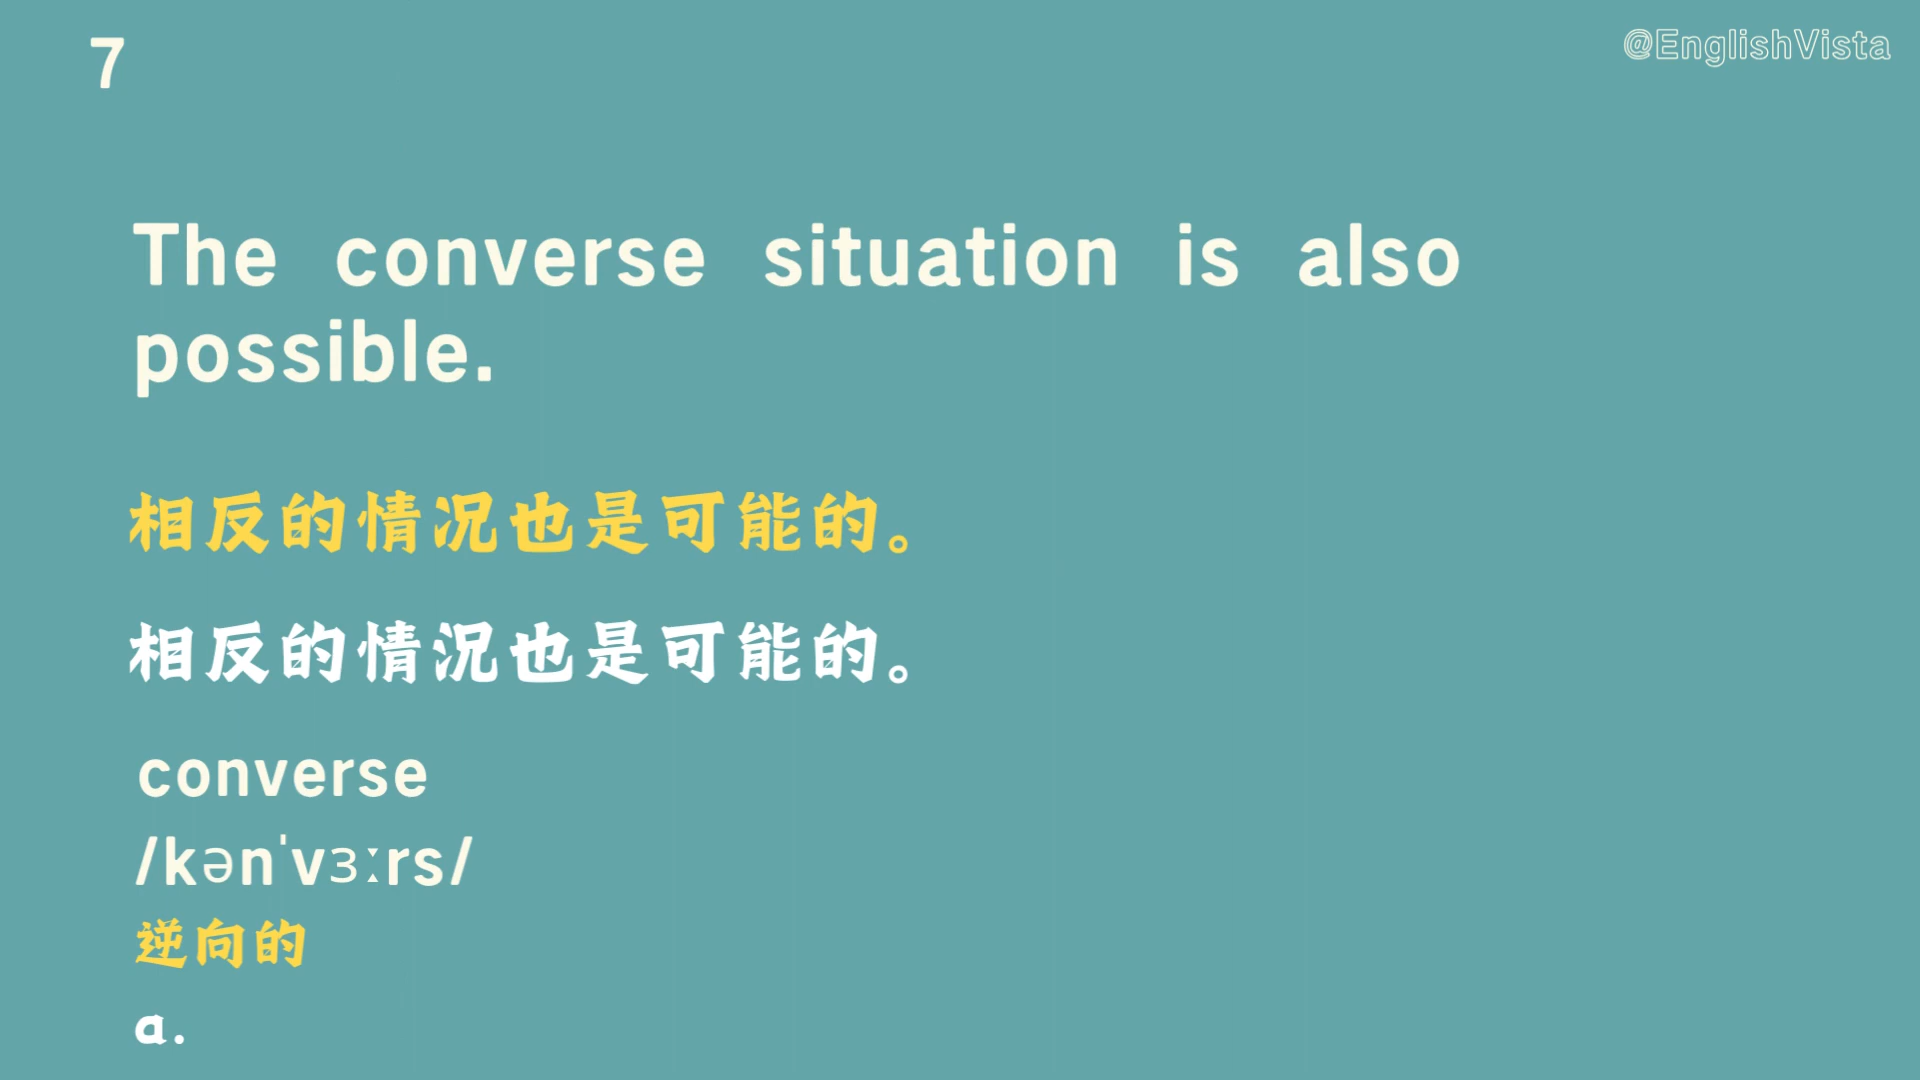 7
@EnglishVista
The converse situation is also
possible.
相反的情况也是可能的。
相反的情況也是可能的。
converse
/kənˈvɜːrs/
逆向的
a.